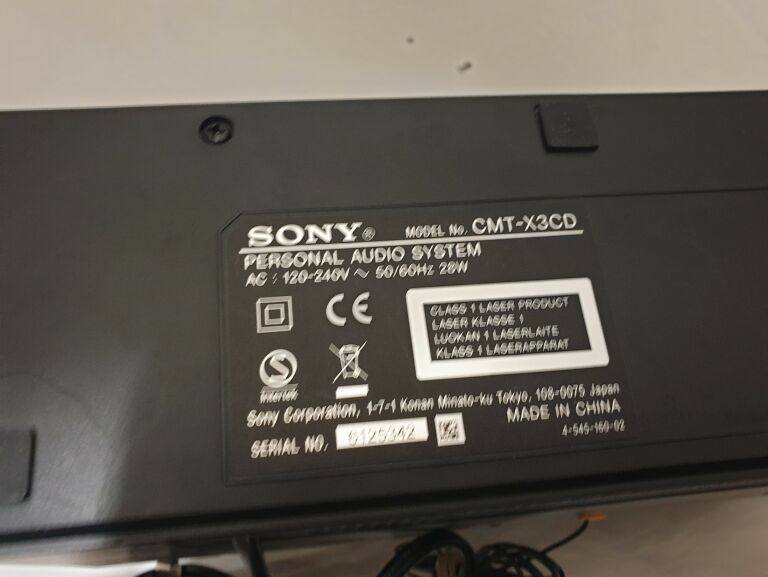 SONY® MODEL No. CMT-X3CD
PERSONAL AUDIO SYSTEM
AC : 120-240V ~ 50/60Hz 28W
CE
CLASS 1 LASER PRODUCT
LASER KLASSE 1
LUOKAN 1 LASERLAITE
KLASS 1 LASERAPPARAT
S
Intertek
Sony Corporation, 1-7-1 Konan Minato-ku Tokyo, 108-0075 Japan
MADE IN CHINA
SERIAL NO. 5125342
4-545-160-02